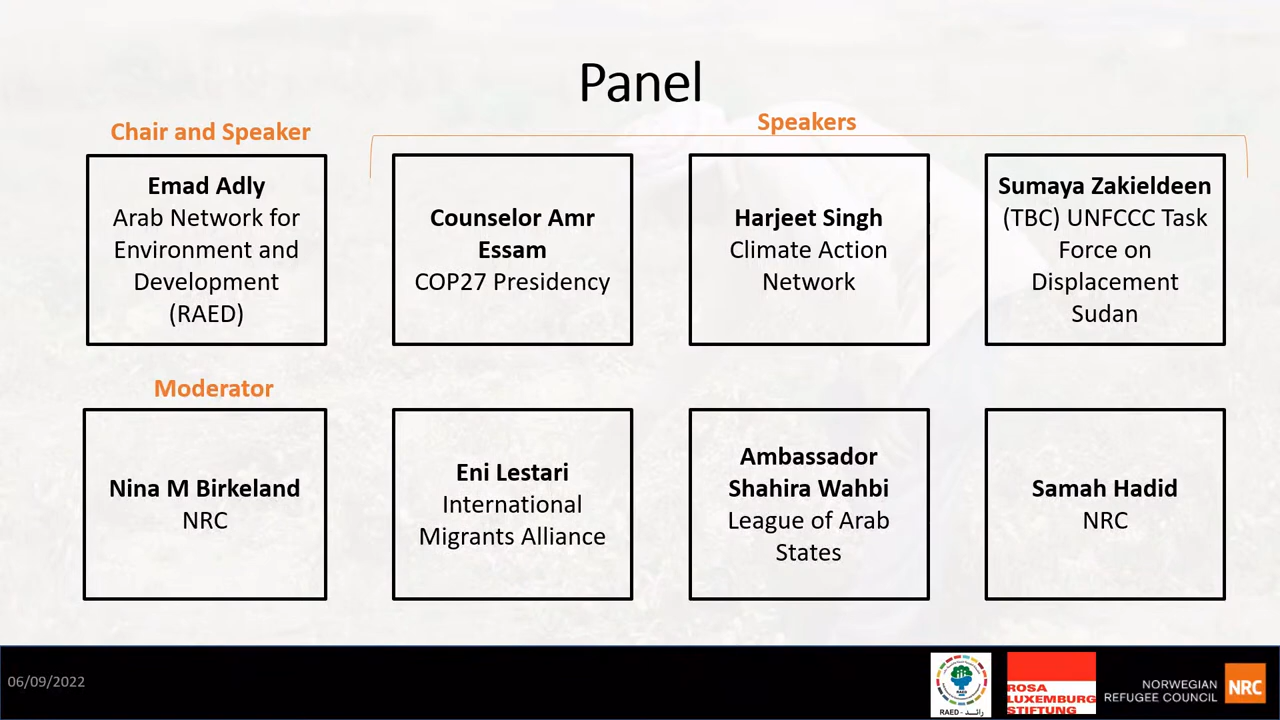 Panel
Chair and Speaker
Speakers
Emad Adly
Arab Network for
Environment and
Development
(RAED)
Counselor Amr
Essam
COP27 Presidency
Harjeet Singh
Climate Action
Network
Sumaya Zakieldeen
(TBC) UNFCCC Task
Force on
Displacement
Sudan
Moderator
Nina M Birkeland
NRC
Eni Lestari
International
Migrants Alliance
Ambassador
Shahira Wahbi
League of Arab
States
Samah Hadid
NRC
06/09/2022
RAED
RAED - رائـد
ROSA
LUXEMBURG
STIFTUNG
NORWEGIAN
REFUGEE COUNCIL
NRC